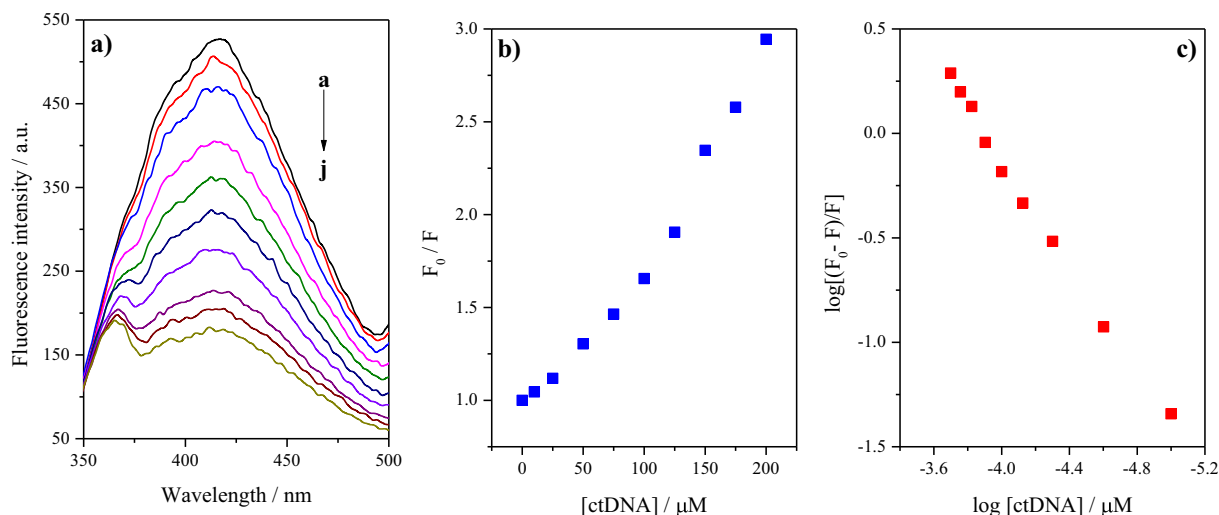 a)
a
j
550
450
350
250
150
50
350
400
450
500
Fluorescence intensity / a.u.
Wavelength / nm
b)
3.0
2.5
2.0
1.5
1.0
0
50
100
150
200
F0 / F
[ctDNA] / μM
c)
0.5
0.0
-0.5
-1.0
-1.5
-3.6
-4.0
-4.4
-4.8
-5.2
log[(F0- F)/F]
log [ctDNA] / μM